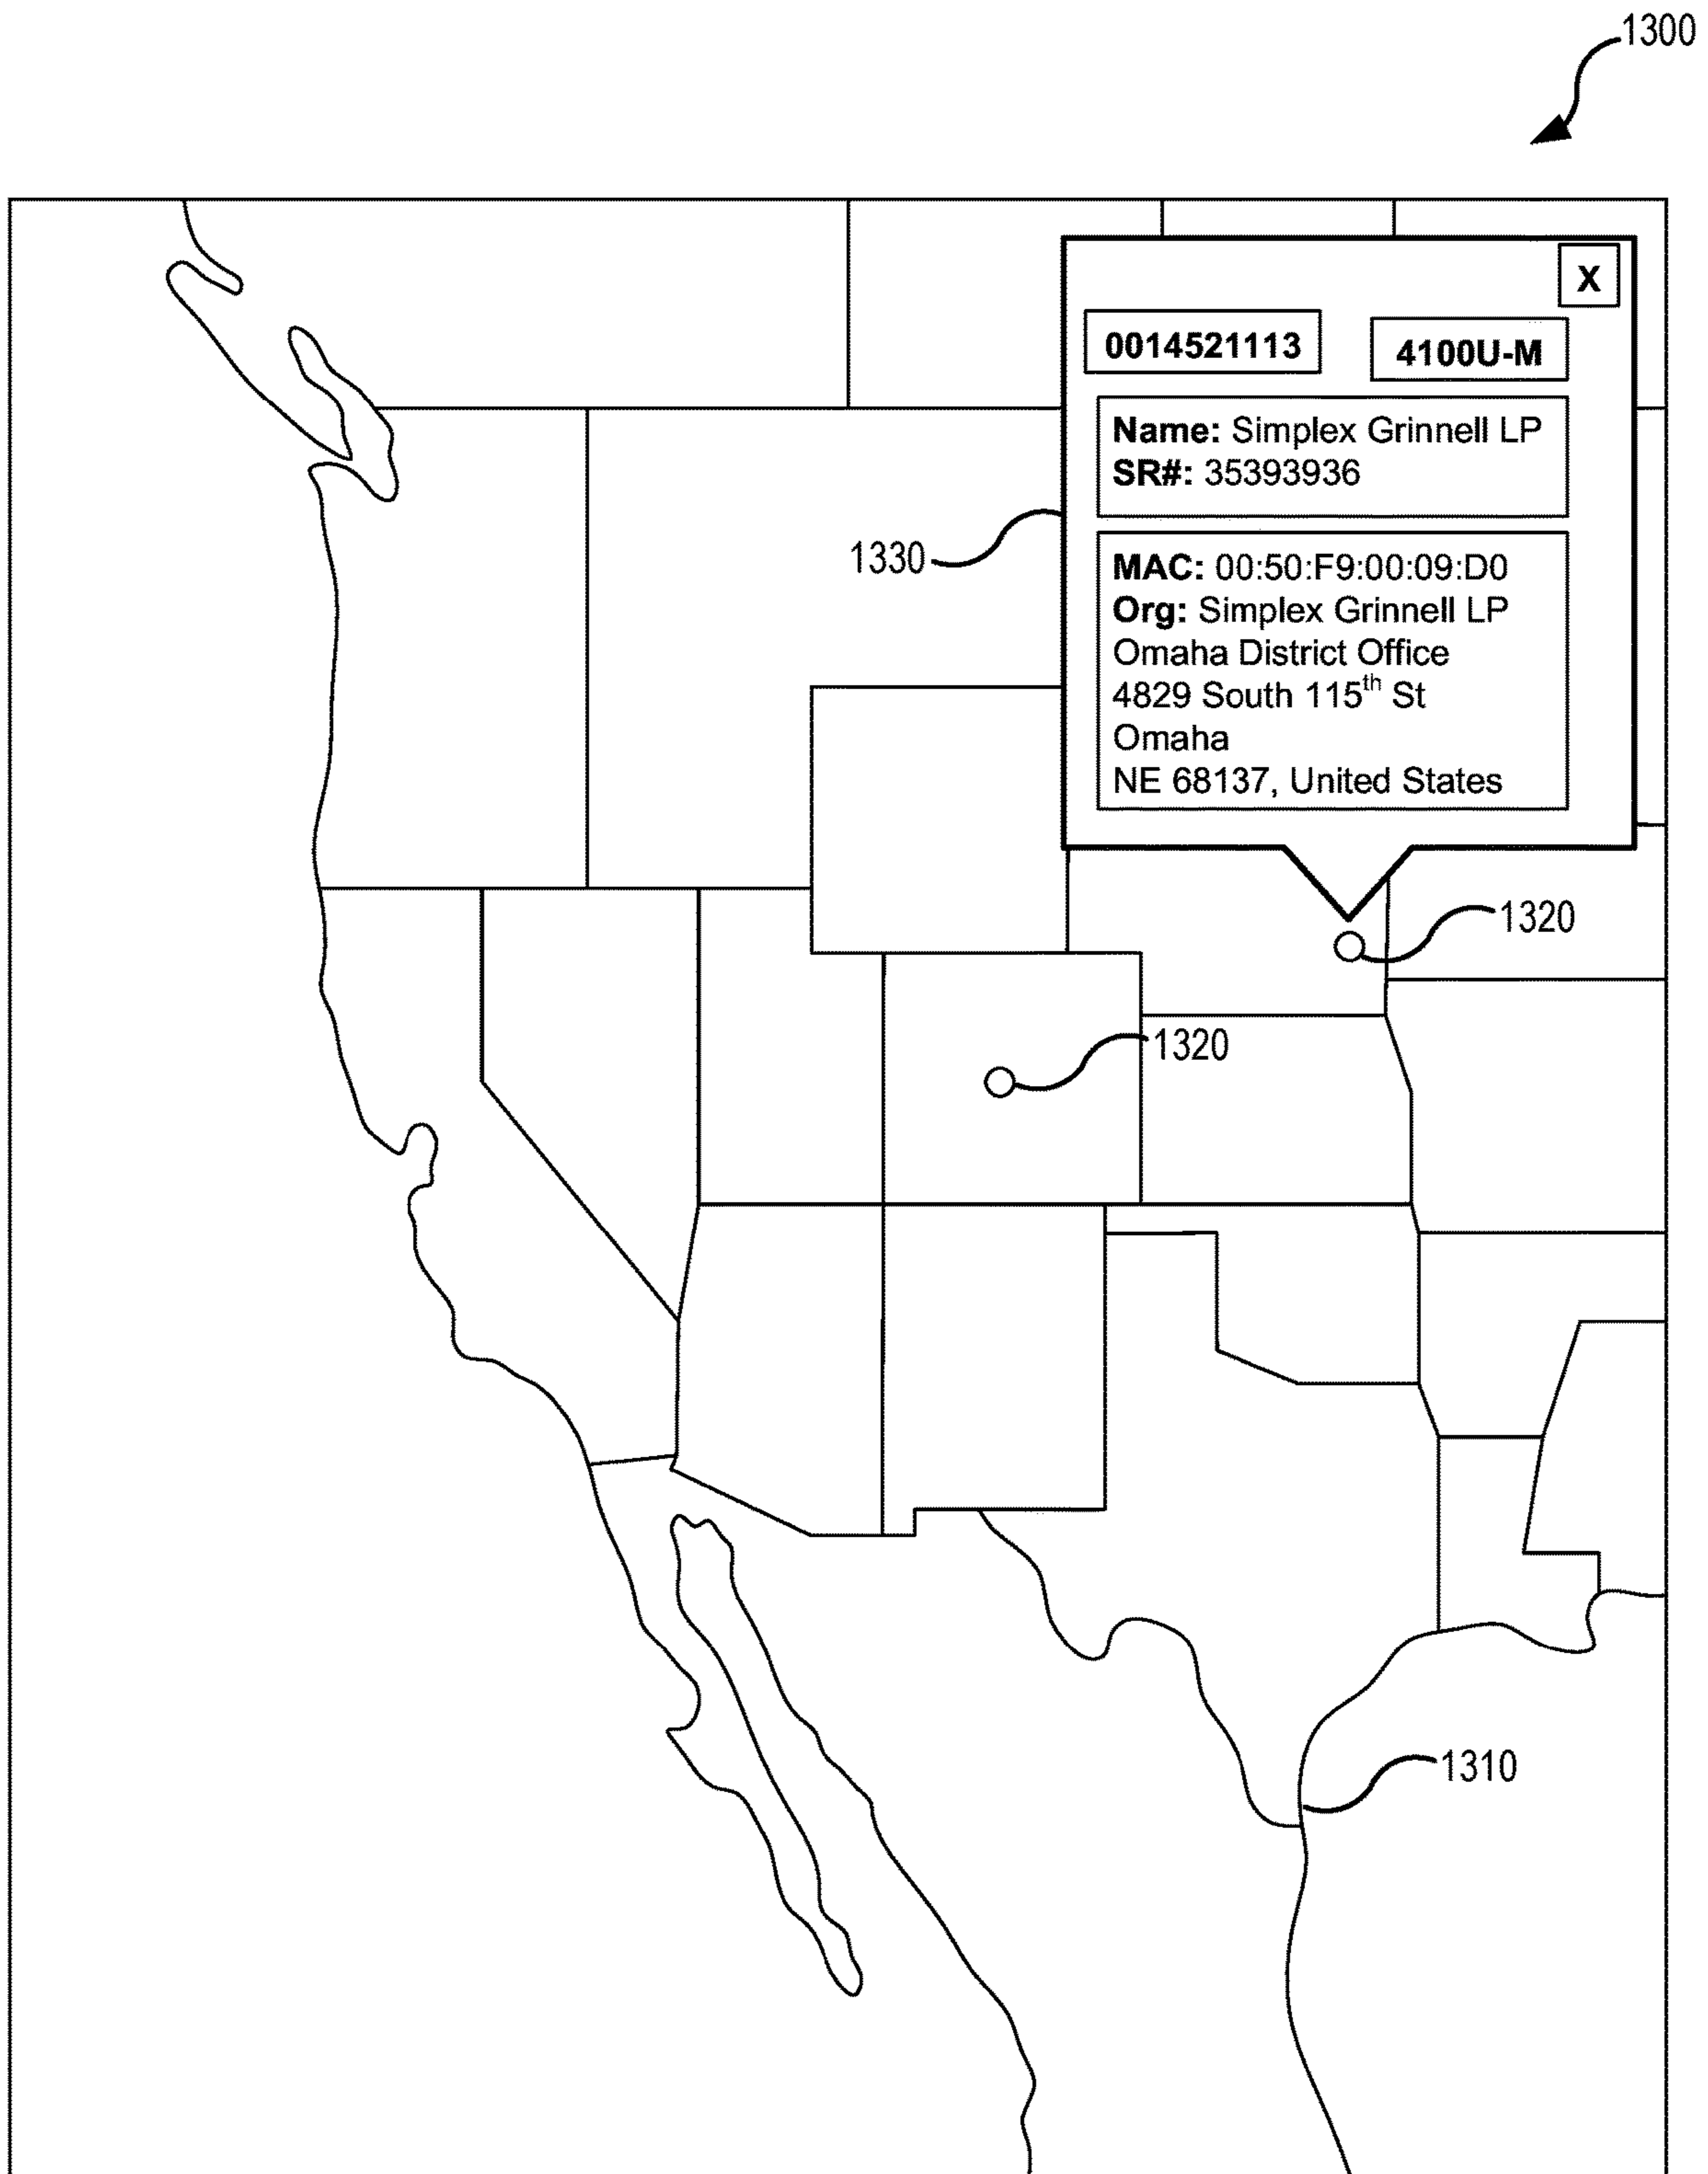 1300
X
0014521113
4100U-M
Name: Simplex Grinnell LP
SR#: 35393936
1330
MAC: 00:50:F9:00:09:D0
Org: Simplex Grinnell LP
Omaha District Office
4829 South 115th St
Omaha
NE 68137, United States
1320
1320
1310